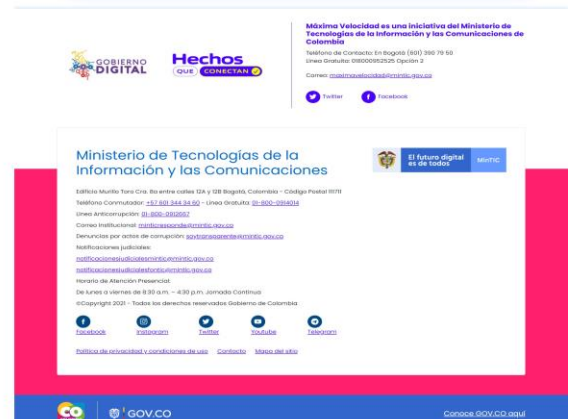 GOBIERNO
DIGITAL
Hechos
QUE CONECTAN
Máxima Velocidad es una iniciativa del Ministerio de
Tecnologías de la Información y las Comunicaciones de
Colombia
Teléfono de Contacto: En Bogotá (601) 390 79 50
Línea Gratuita: 018000952525 Opción 2
Correo: maximavelocidad@mintic.gov.co
Twitter
Facebook
Ministerio de Tecnologías de la
Información y las Comunicaciones
El futuro digital
es de todos
MinTIC
Edificio Murillo Toro Cra. 8a entre calles 12A y 12B Bogotá, Colombia - Código Postal 111711
Teléfono Conmutador: +57 601 344 34 60 - Línea Gratuita: 01-800-0914014
Línea Anticorrupción: 01-800-0912667
Correo Institucional: minticresponde@mintic.gov.co
Denuncias por actos de corrupción: soytransparente@mintic.gov.co
Notificaciones judiciales:
notificacionesjudicialesmintic@mintic.gov.co
notificacionesjudicialesfontic@mintic.gov.co
Horario de Atención Presencial:
De lunes a viernes de 8:30 a.m. – 4:30 p.m. Jornada Continua
©Copyright 2021 - Todos los derechos reservados Gobierno de Colombia
Facebook Instagram Twitter Youtube Telegram
Política de privacidad y condiciones de uso Contacto Mapa del sitio
CO
GOV.CO
Conoce GOV.CO aquí